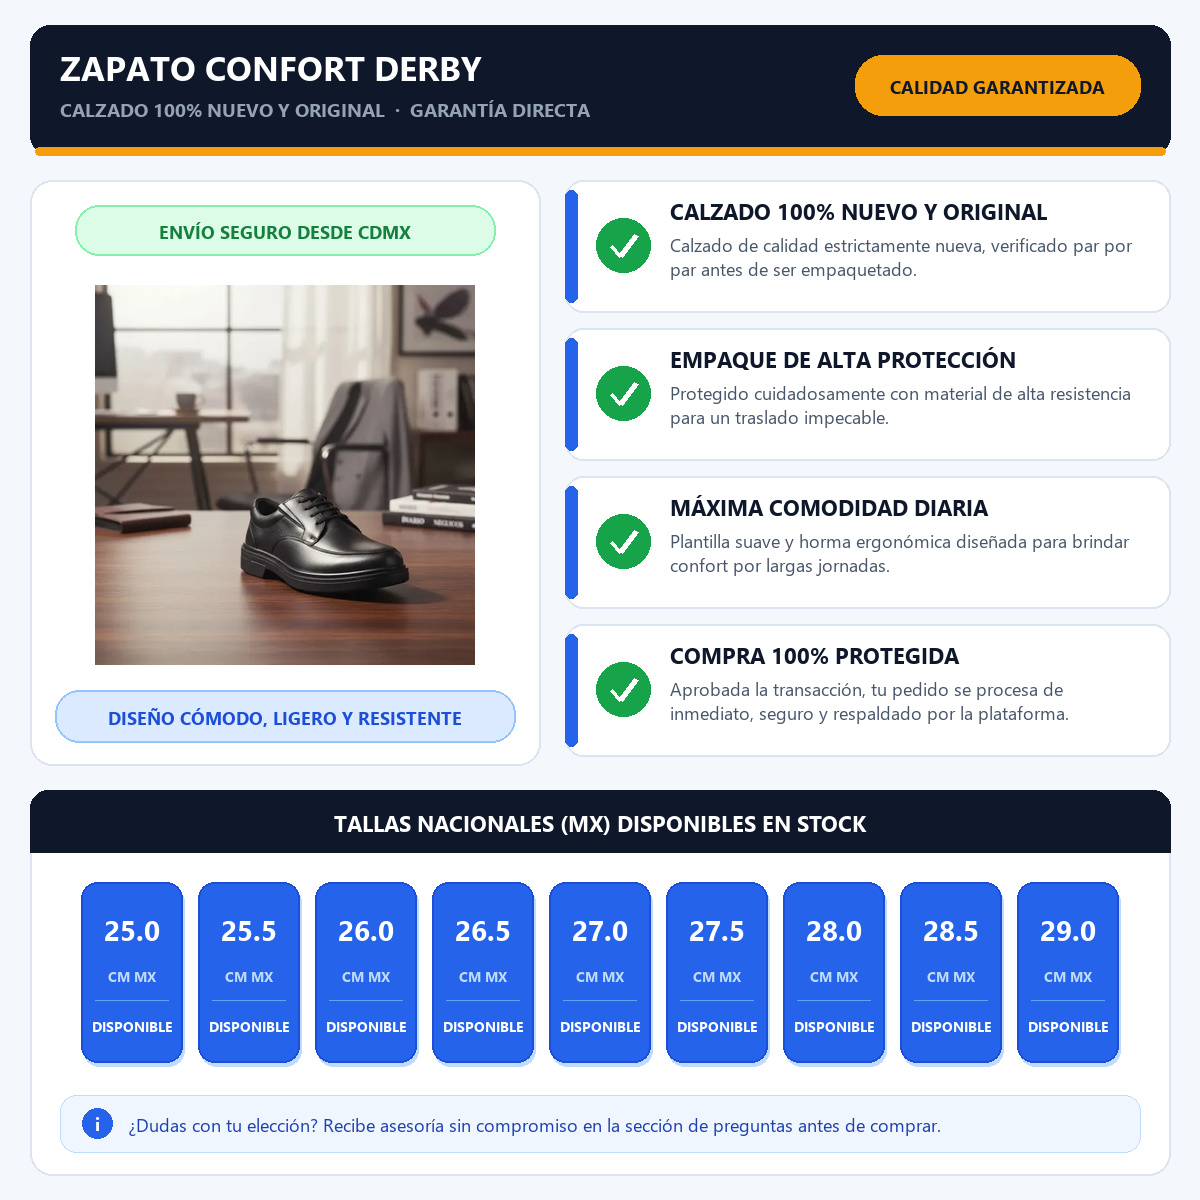 ZAPATO CONFORT DERBY
CALZADO 100% NUEVO Y ORIGINAL · GARANTÍA DIRECTA
CALIDAD GARANTIZADA
ENVÍO SEGURO DESDE CDMX
DIARIO NEGOCIOS
DISEÑO CÓMODO, LIGERO Y RESISTENTE
CALZADO 100% NUEVO Y ORIGINAL
Calzado de calidad estrictamente nueva, verificado par por
par antes de ser empaquetado.
EMPAQUE DE ALTA PROTECCIÓN
Protegido cuidadosamente con material de alta resistencia
para un traslado impecable.
MÁXIMA COMODIDAD DIARIA
Plantilla suave y horma ergonómica diseñada para brindar
confort por largas jornadas.
COMPRA 100% PROTEGIDA
Aprobada la transacción, tu pedido se procesa de
inmediato, seguro y respaldado por la plataforma.
TALLAS NACIONALES (MX) DISPONIBLES EN STOCK
25.0 25.5 26.0 26.5 27.0 27.5 28.0 28.5 29.0
CM MX CM MX CM MX CM MX CM MX CM MX CM MX CM MX CM MX
DISPONIBLE DISPONIBLE DISPONIBLE DISPONIBLE DISPONIBLE DISPONIBLE DISPONIBLE DISPONIBLE DISPONIBLE
i ¿Dudas con tu elección? Recibe asesoría sin compromiso en la sección de preguntas antes de comprar.